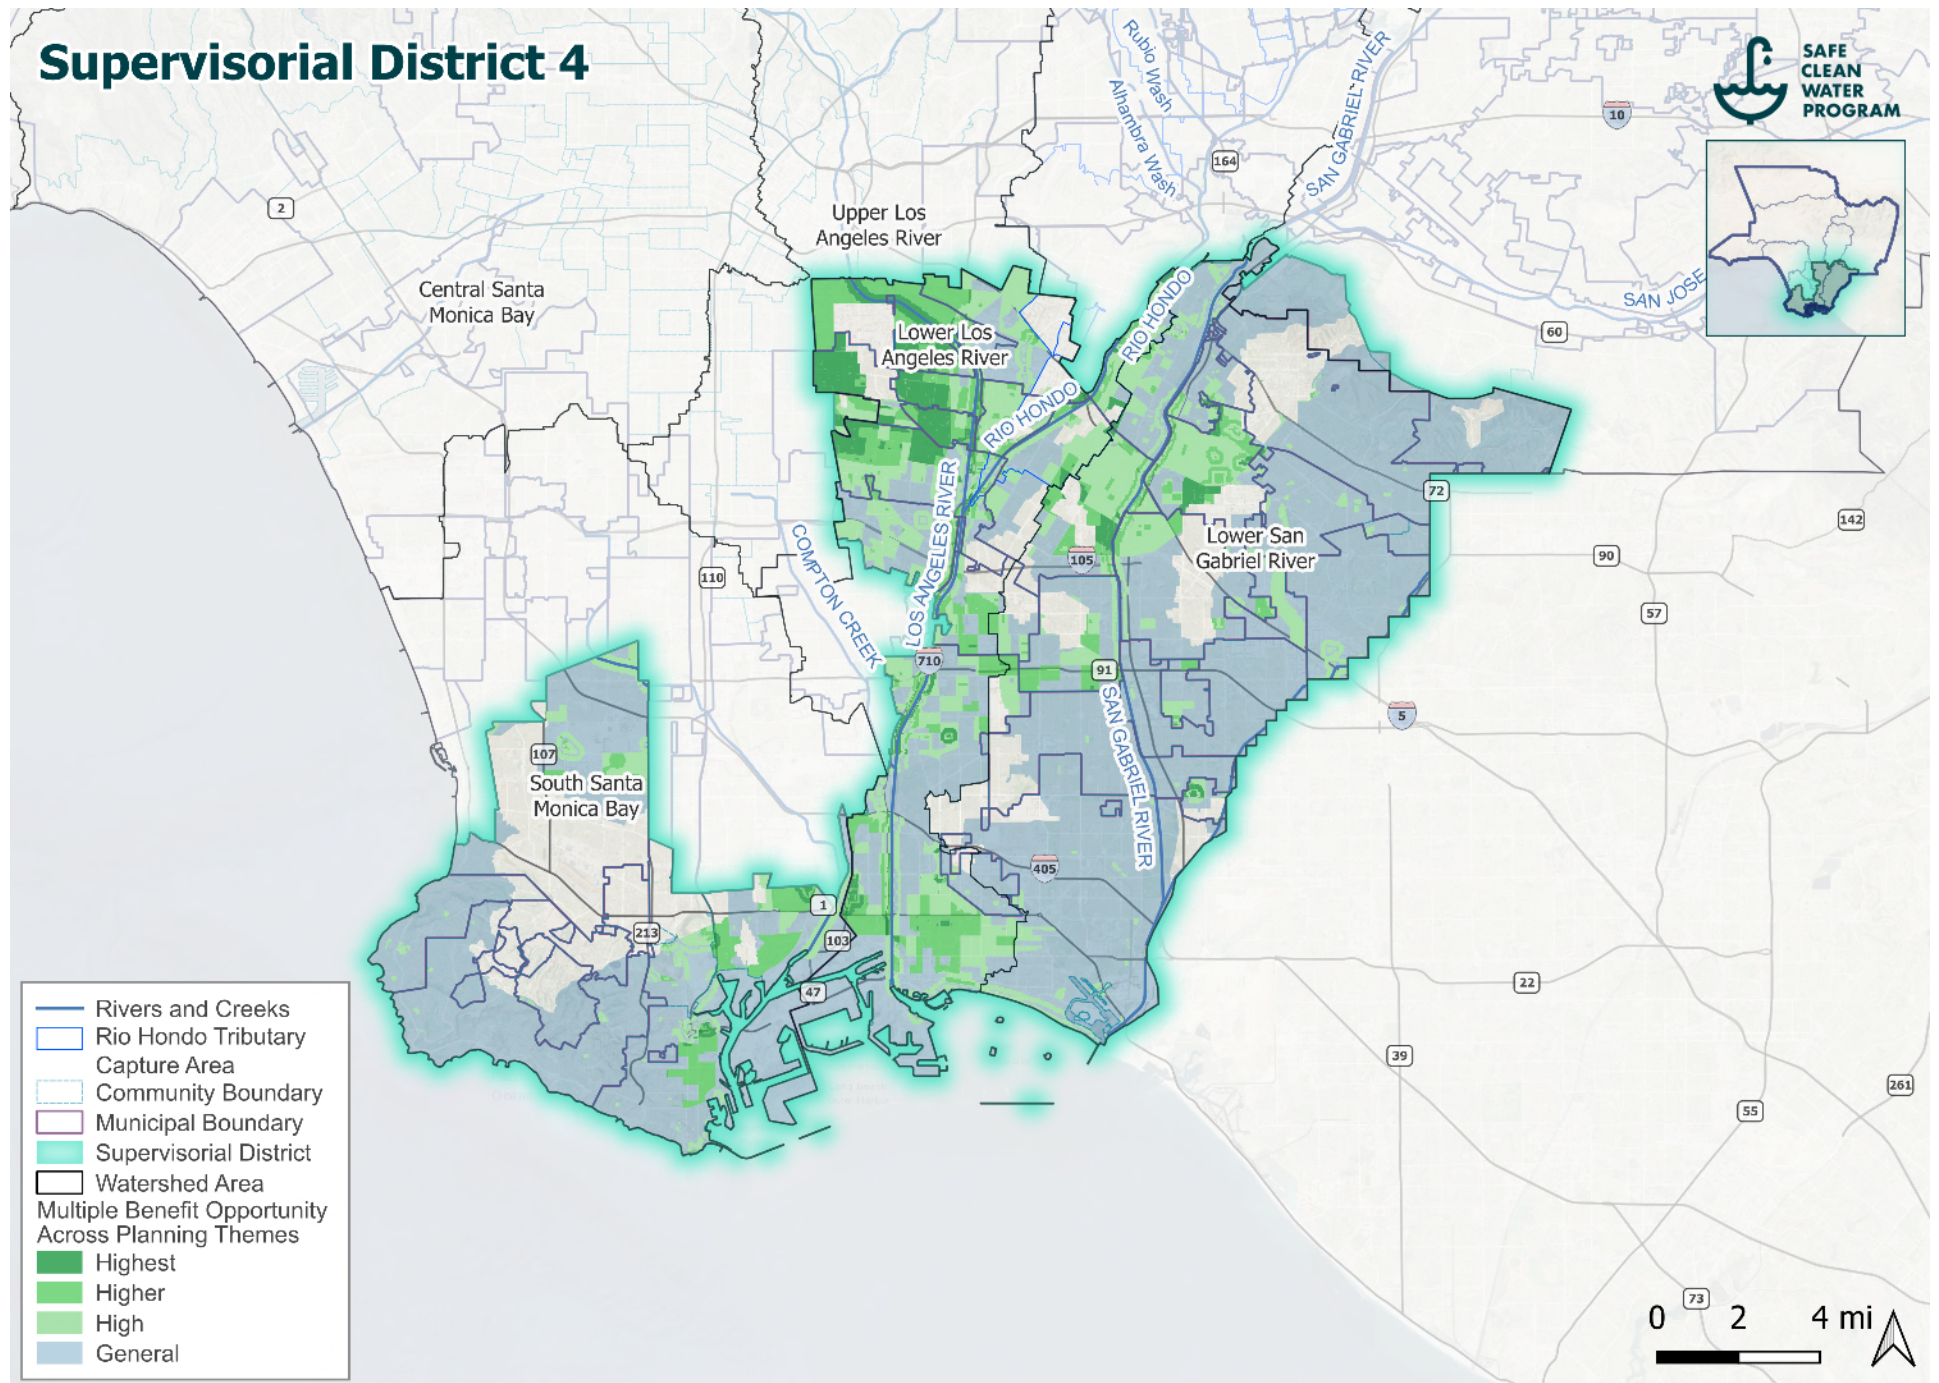 Supervisorial District 4
SAFE
CLEAN
WATER
PROGRAM
Rubio Wash
Alhambra Wash
SAN GABRIEL RIVER
10
164
2
Upper Los
Angeles River
Central Santa
Monica Bay
SAN JOSE
60
RIO HONDO
Lower Los
Angeles River
RIO HONDO
72
142
LOS ANGELES RIVER
COMPTON CREEK
105
Lower San
Gabriel River
90
110
57
710
91
5
SAN GABRIEL RIVER
107
South Santa
Monica Bay
405
1
213
103
47
22
39
261
55
73
Rivers and Creeks
Rio Hondo Tributary
Capture Area
Community Boundary
Municipal Boundary
Supervisorial District
Watershed Area
Multiple Benefit Opportunity
Across Planning Themes
Highest
Higher
High
General
0 2 4 mi